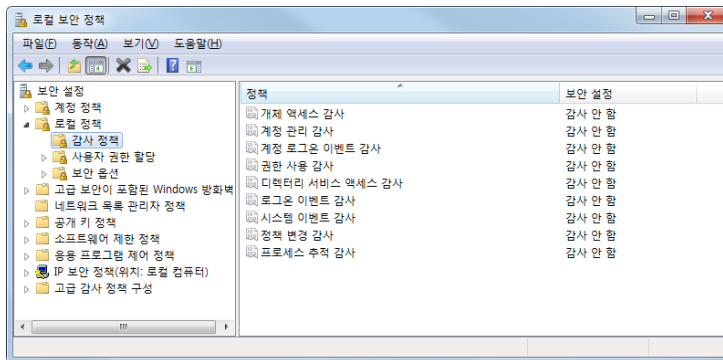 로컬 보안 정책
파일(F) 동작(A) 보기(V) 도움말(H)
보안 설정
계정 정책
로컬 정책
감사 정책
사용자 권한 할당
보안 옵션
고급 보안이 포함된 Windows 방화벽
네트워크 목록 관리자 정책
공개 키 정책
소프트웨어 제한 정책
응용 프로그램 제어 정책
IP 보안 정책(위치: 로컬 컴퓨터)
고급 감사 정책 구성
정책 보안 설정
개체 액세스 감사 감사 안 함
계정 관리 감사 감사 안 함
계정 로그온 이벤트 감사 감사 안 함
권한 사용 감사 감사 안 함
디렉터리 서비스 액세스 감사 감사 안 함
로그온 이벤트 감사 감사 안 함
시스템 이벤트 감사 감사 안 함
정책 변경 감사 감사 안 함
프로세스 추적 감사 감사 안 함